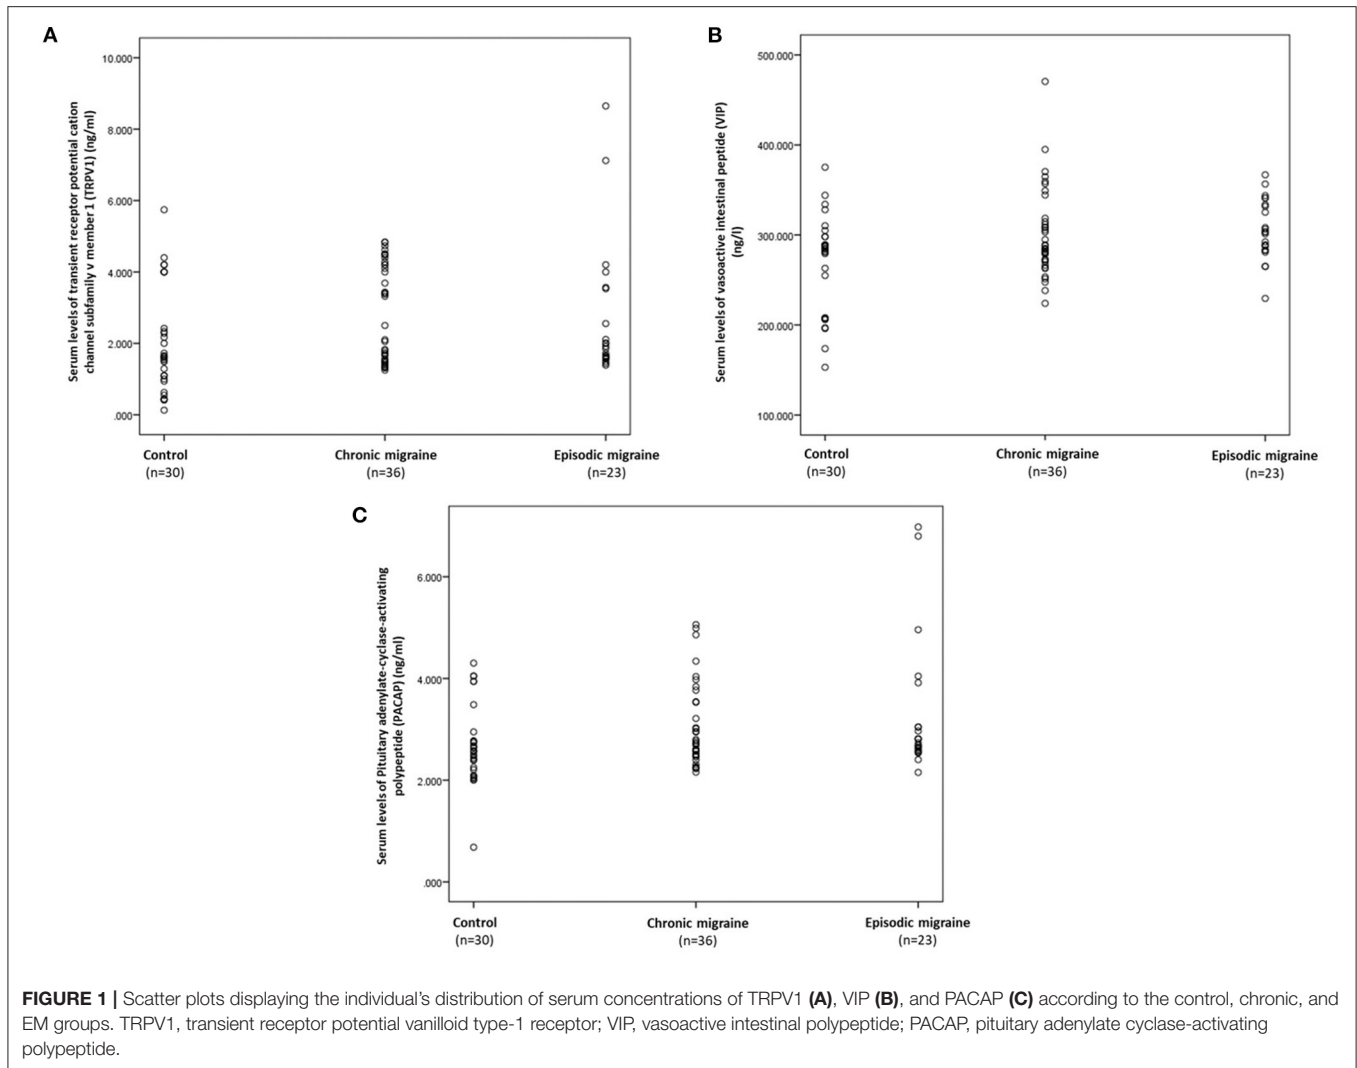 A
Serum levels of transient receptor potential cation
channel subfamily v member1 (TRPV1) (ng/ml)
10.000
8.000
6.000
4.000
2.000
.000
Control
(n=30)
Chronic migraine
(n=36)
Episodic migraine
(n=23)
B
Serum levels of vasoactive intestinal peptide (VIP)
(ng/l)
500.000
400.000
300.000
200.000
100.000
Control
(n=30)
Chronic migraine
(n=36)
Episodic migraine
(n=23)
C
Serum levels of Pituitary adenylate-cyclase-activating
polypeptide (PACAP) (ng/ml)
6.000
4.000
2.000
.000
Control
(n=30)
Chronic migraine
(n=36)
Episodic migraine
(n=23)
FIGURE 1 | Scatter plots displaying the individual's distribution of serum concentrations of TRPV1 (A), VIP (B), and PACAP (C) according to the control, chronic, and
EM groups. TRPV1, transient receptor potential vanilloid type-1 receptor; VIP, vasoactive intestinal polypeptide; PACAP, pituitary adenylate cyclase-activating
polypeptide.